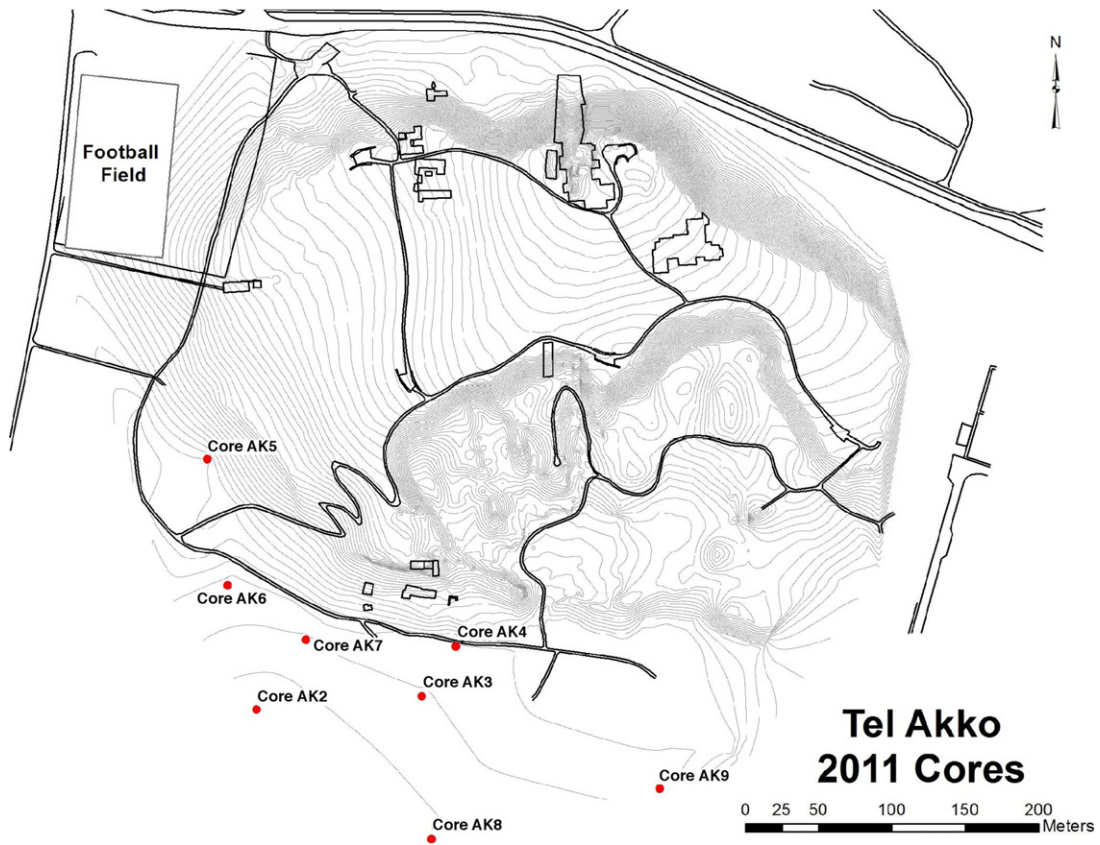 N
Football
Field
Core AK5
Core AK6
Core AK7
Core AK4
Core AK3
Core AK2
Core AK9
Core AK8
Tel Akko
2011 Cores
0 25 50 100 150 200
Meters